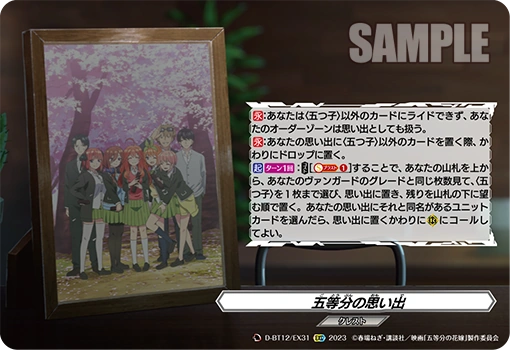 SAMPLE
永:あなたは〈五つ子〉以外のカードにライドできず、あな
たのオーダーゾーンは思い出としても扱う。
永:あなたの思い出に〈五つ子〉以外のカードを置く際、か
わりにドロップに置く。
起 ターン1回:[ブラスト1]することで、あなたの山札を上か
ら、あなたのヴァンガードのグレードと同じ枚数見て、〈五
つ子〉を1枚まで選び、思い出に置き、残りを山札の下に望
む順で置く。あなたの思い出にそれと同名があるユニット
カードを選んだら、思い出に置くかわりにRにコールし
てよい。
五等分の思い出
クレスト
D-BT12/EX31 2023 ©春場ねぎ・講談社/映画「五等分の花嫁」製作委員会